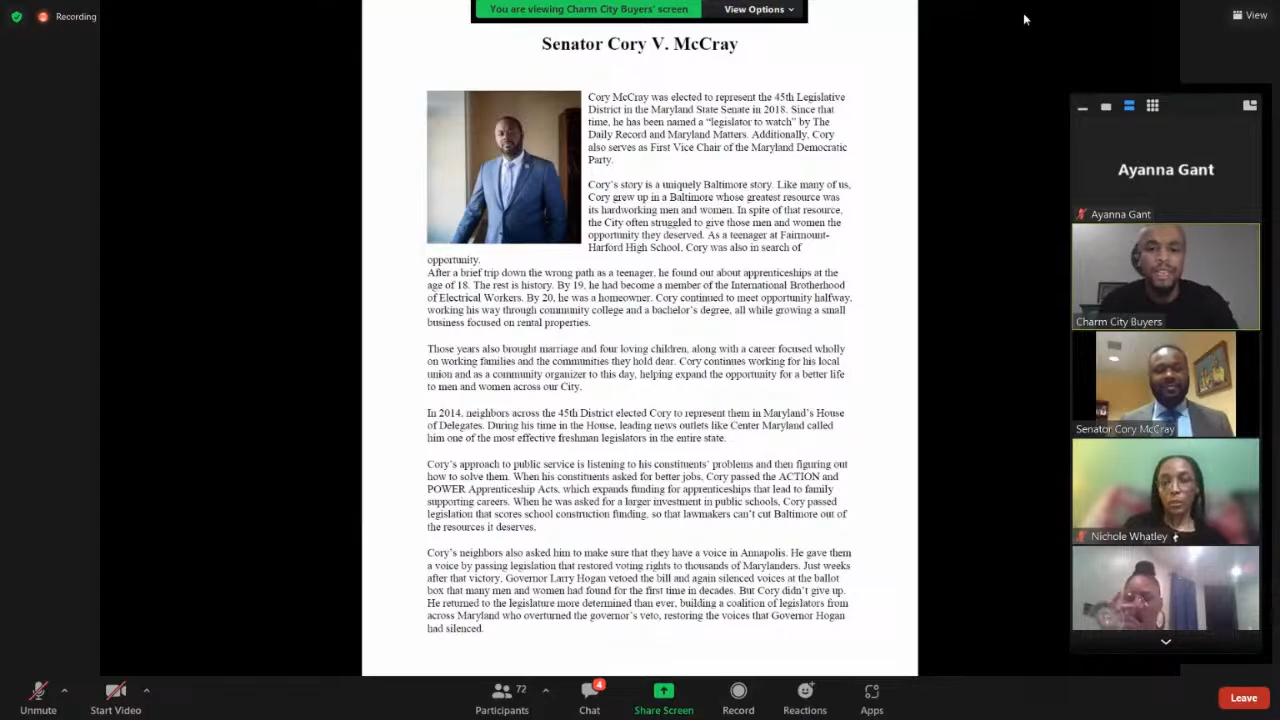 Recording
You are viewing Charm City Buyers' screen
View Options
View
Senator Cory V. McCray
Cory McCray was elected to represent the 45th Legislative
District in the Maryland State Senate in 2018. Since that
time, he has been named a “legislator to watch” by The
Daily Record and Maryland Matters. Additionally, Cory
also serves as First Vice Chair of the Maryland Democratic
Party.
Cory’s story is a uniquely Baltimore story. Like many of us,
Cory grew up in a Baltimore whose greatest resource was
its hardworking men and women. In spite of that resource,
the City often struggled to give those men and women the
opportunity they deserved. As a teenager at Fairmount-
Harford High School, Cory was also in search of
opportunity.
After a brief trip down the wrong path as a teenager, he found out about apprenticeships at the
age of 18. The rest is history. By 19, he had become a member of the International Brotherhood
of Electrical Workers. By 20, he was a homeowner. Cory continued to meet opportunity halfway,
working his way through community college and a bachelor’s degree, all while growing a small
business focused on rental properties.
Those years also brought marriage and four loving children, along with a career focused wholly
on working families and the communities they hold dear. Cory continues working for his local
union and as a community organizer to this day, helping expand the opportunity for a better life
to men and women across our City.
In 2014, neighbors across the 45th District elected Cory to represent them in Maryland’s House
of Delegates. During his time in the House, leading news outlets like Center Maryland called
him one of the most effective freshman legislators in the entire state.
Cory’s approach to public service is listening to his constituents’ problems and then figuring out
how to solve them. When his constituents asked for better jobs, Cory passed the ACTION and
POWER Apprenticeship Acts, which expands funding for apprenticeships that lead to family
supporting careers. When he was asked for a larger investment in public schools, Cory passed
legislation that scores school construction funding, so that lawmakers can’t cut Baltimore out of
the resources it deserves.
Cory’s neighbors also asked him to make sure that they have a voice in Annapolis. He gave them
a voice by passing legislation that restored voting rights to thousands of Marylanders. Just weeks
after that victory, Governor Larry Hogan vetoed the bill and again silenced voices at the ballot
box that many men and women had found for the first time in decades. But Cory didn’t give up.
He returned to the legislature more determined than ever, building a coalition of legislators from
across Maryland who overturned the governor’s veto, restoring the voices that Governor Hogan
had silenced.
Ayanna Gant
Ayanna Gant
Charm City Buyers
Senator Cory McCray
Nichole Whatley
Unmute
Start Video
72
Participants
4
Chat
Share Screen
Record
Reactions
Apps
Leave